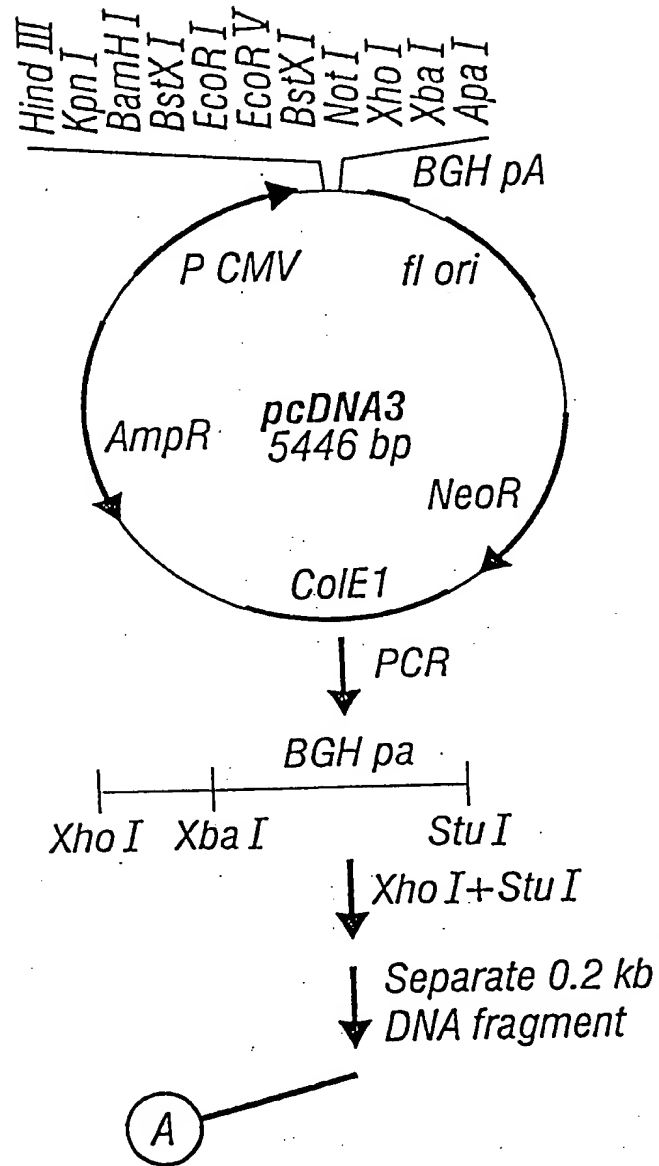 Hind III
Kpn I
BamH I
BstX I
EcoR I
EcoR V
BstX I
Not I
Xho I
Xba I
Apa I
BGH pA
P CMV
fl ori
pcDNA3
5446 bp
AmpR
NeoR
ColE1
PCR
BGH pa
Xho I
Xba I
Stu I
Xho I+Stu I
Separate 0.2 kb
DNA fragment
A